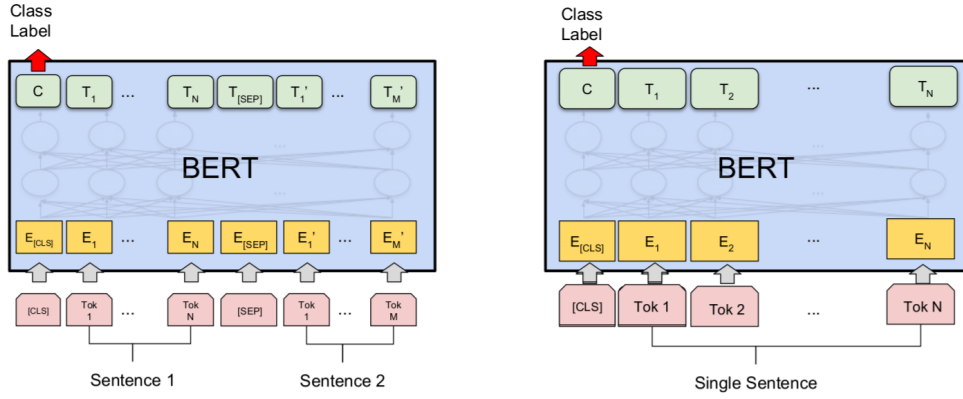 Class
Label
C T1 ... TN T[SEP] T1' ... TM'
...
BERT
...
E[CLS] E1 ... EN E[SEP] E1' ... EM'
[CLS] Tok 1 ... Tok N [SEP] Tok 1 ... Tok M
Sentence 1 Sentence 2
Class
Label
C T1 T2 ... TN
...
BERT
...
E[CLS] E1 E2 ... EN
[CLS] Tok 1 Tok 2 ... Tok N
Single Sentence